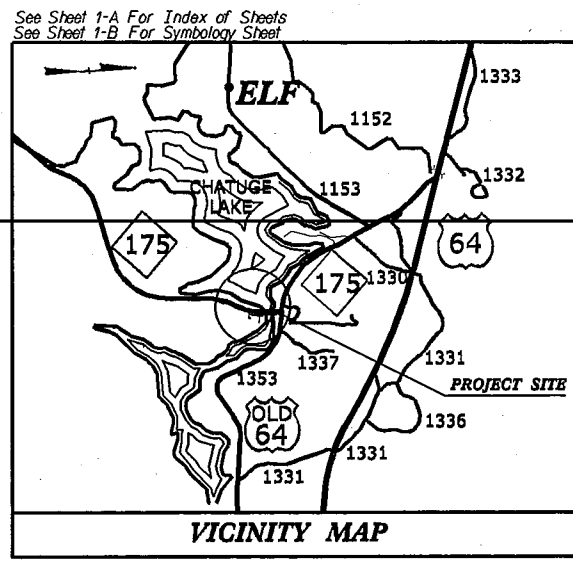 See Sheet 1-A For Index of Sheets
See Sheet 1-B For Symbology Sheet
ELF
1333
1152
1332
1153
CHATUGE
LAKE
175
64
175
1330
1331
1337
1353
PROJECT SITE
OLD
64
1336
1331
1331
VICINITY MAP